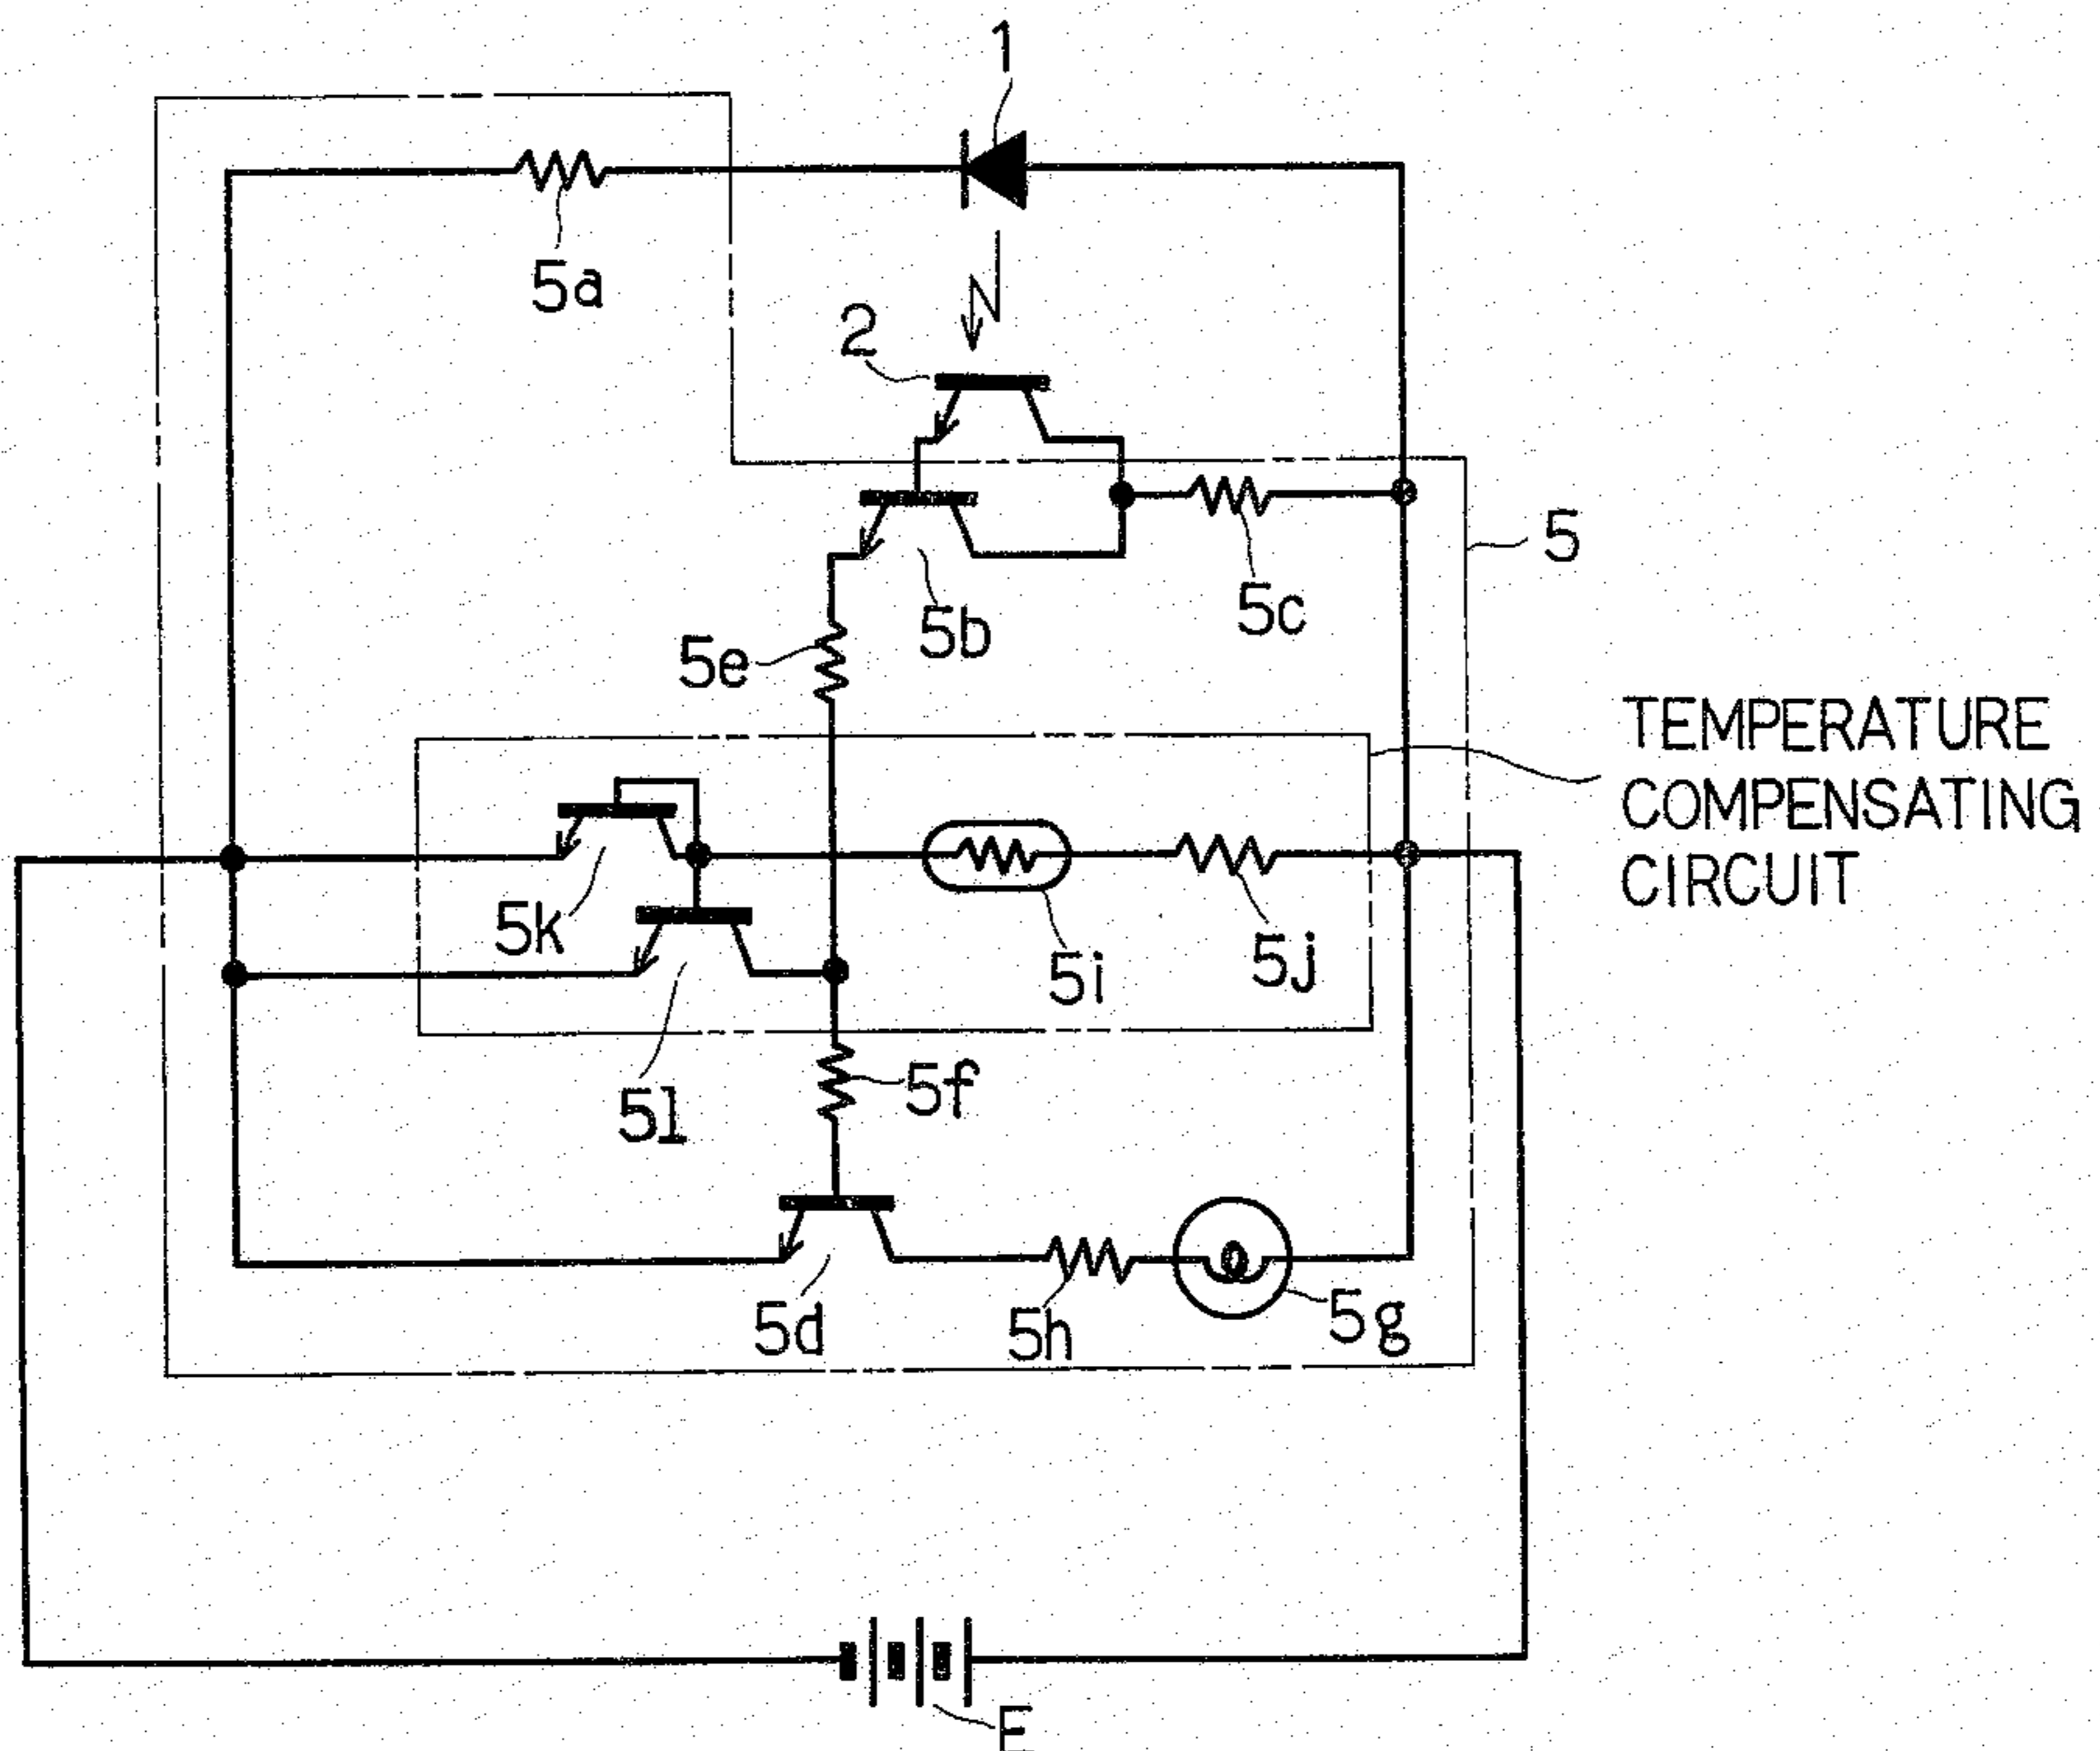 1
5a
2
5
5c
5b
5e
TEMPERATURE
COMPENSATING
CIRCUIT
5k
5i
5j
5l
5f
5d
5h
5g
E